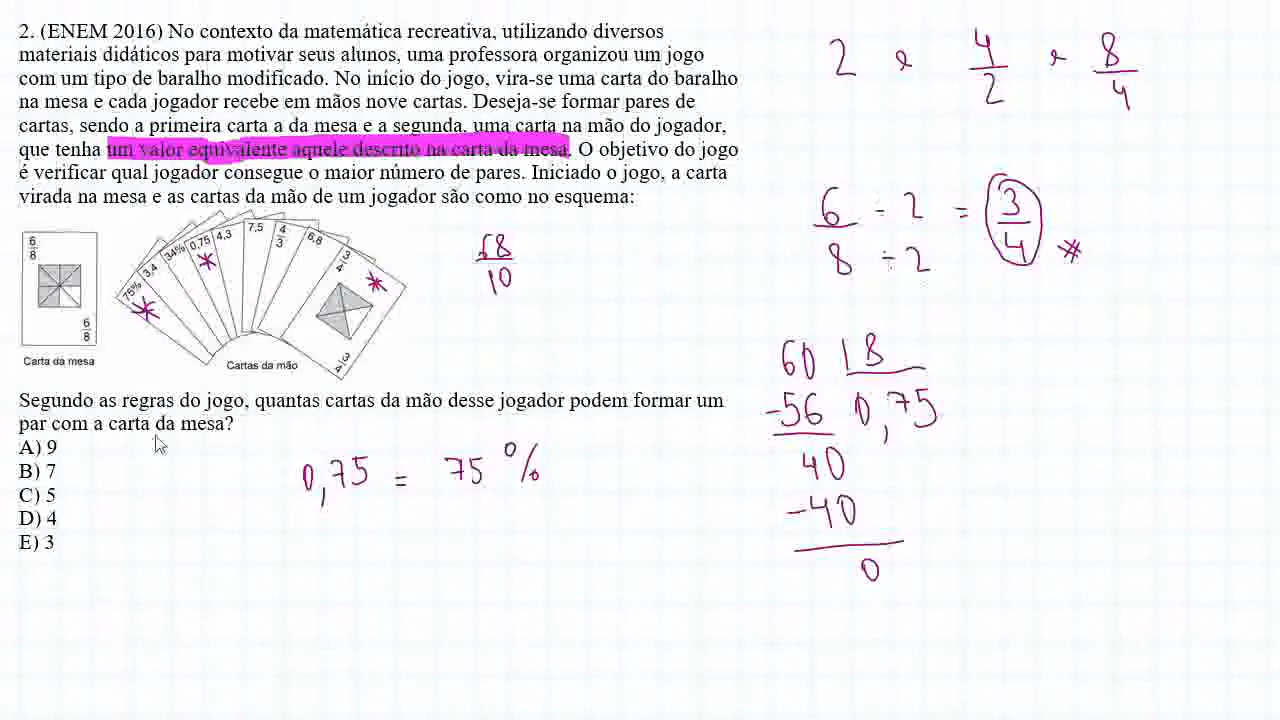 2. (ENEM 2016) No contexto da matemática recreativa, utilizando diversos
materiais didáticos para motivar seus alunos, uma professora organizou um jogo
com um tipo de baralho modificado. No início do jogo, vira-se uma carta do baralho
na mesa e cada jogador recebe em mãos nove cartas. Deseja-se formar pares de
cartas, sendo a primeira carta a da mesa e a segunda, uma carta na mão do jogador,
que tenha um valor equivalente aquele descrito na carta da mesa. O objetivo do jogo
é verificar qual jogador consegue o maior número de pares. Iniciado o jogo, a carta
virada na mesa e as cartas da mão de um jogador são como no esquema:
6/8
6/8
Carta da mesa
75%
3,4
34%
0,75
4,3
7,5
4/3
6,8
3/4
3/4
Cartas da mão
68/10
Segundo as regras do jogo, quantas cartas da mão desse jogador podem formar um
par com a carta da mesa?
A) 9
B) 7
C) 5
D) 4
E) 3
0,75 = 75 %
2 e 4/2 e 8/4
6 ÷ 2 = 3
8 ÷ 2 4 *
60 8
-56 0,75
40
-40
0